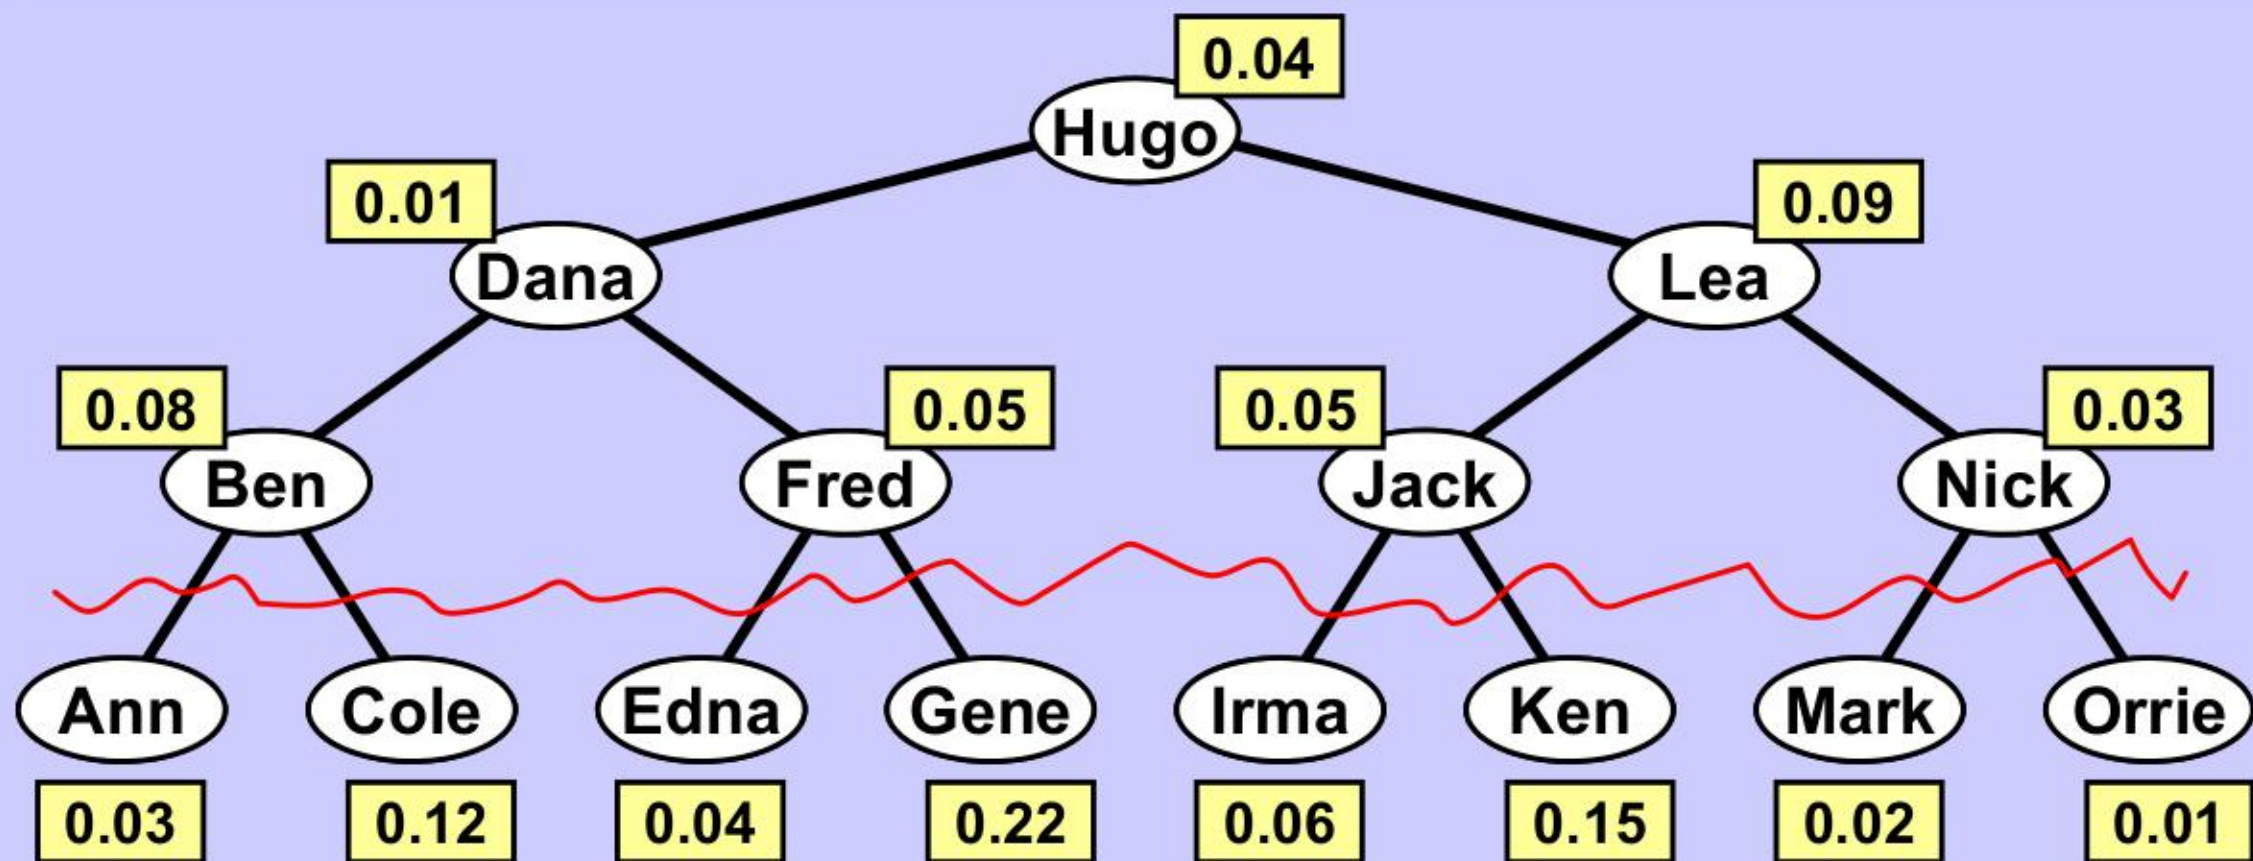 0.04
Hugo
0.01
0.09
Dana
Lea
0.08
0.05
0.05
0.03
Ben
Fred
Jack
Nick
Ann
Cole
Edna
Gene
Irma
Ken
Mark
Orrie
0.03
0.12
0.04
0.22
0.06
0.15
0.02
0.01